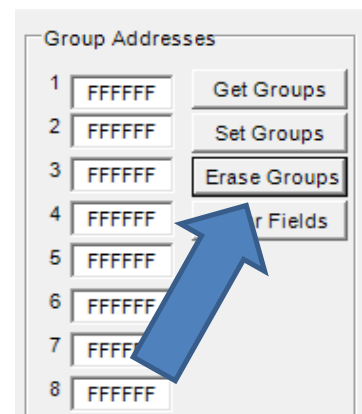 Group Addresses
1 FFFFFF Get Groups
2 FFFFFF Set Groups
3 FFFFFF Erase Groups
4 FFFFFF Fields
5 FFFFFF
6 FFFFFF
7
8 FFFFFF